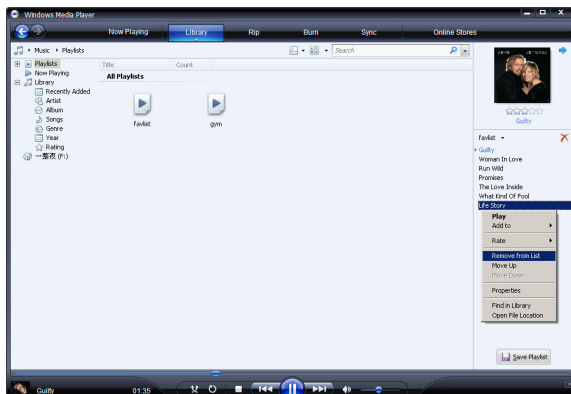 Windows Media Player
Now Playing Library Rip Burn Sync Online Stores
Music Playlists Search
Playlists
Now Playing
Library
Recently Added
Artist
Album
Songs
Genre
Year
Rating
一整夜 (F:)
Title Count
All Playlists
favlist gym
Guilty
favlist
Guilty
Woman In Love
Run Wild
Promises
The Love Inside
What Kind Of Fool
Life Story
Play
Add to
Rate
Remove from List
Move Up
Move Down
Properties
Find in Library
Open File Location
Save Playlist
Guilty 01:35